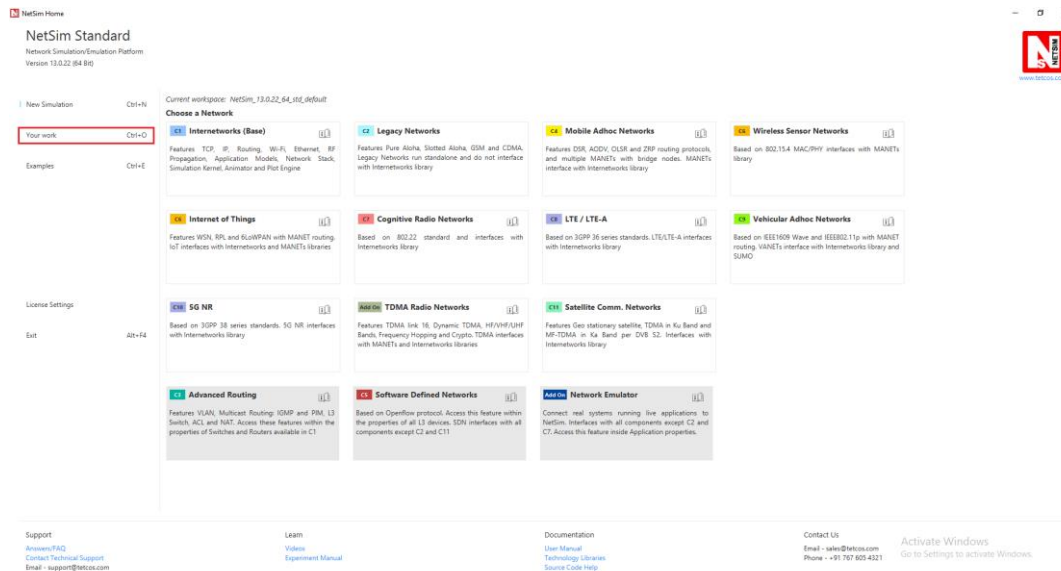 NetSim Home
NetSim Standard
Network Simulation/Emulation Platform
Version 13.0.22 (64 Bit)
NETSIM
www.tetcos.co
New Simulation Ctrl+N
Your work Ctrl+O
Examples Ctrl+E
License Settings
Exit Alt+F4
Current workspace: NetSim_13.0.22_64_std_default
Choose a Network
C1 Internetworks (Base)
Features TCP, IP, Routing, Wi-Fi, Ethernet, RF
Propagation, Application Models, Network Stack,
Simulation Kernel, Animator and Plot Engine
C2 Legacy Networks
Features Pure Aloha, Slotted Aloha, GSM and CDMA.
Legacy Networks run standalone and do not interface
with Internetworks library
C4 Mobile Adhoc Networks
Features DSR, AODV, OLSR and ZRP routing protocols,
and multiple MANETs with bridge nodes. MANETs
interface with Internetworks library
Wireless Sensor Networks
Based on 802.15.4 MAC/PHY interfaces with MANETs
library
Internet of Things
Features WSN, RPL and 6LoWPAN with MANET routing.
IoT interfaces with Internetworks and MANETs libraries
C7 Cognitive Radio Networks
Based on 802.22 standard and interfaces with
Internetworks library
C8 LTE / LTE-A
Based on 3GPP 36 series standards. LTE/LTE-A interfaces
with Internetworks library
C9 Vehicular Adhoc Networks
Based on IEEE1609 Wave and IEEE802.11p with MANET
routing. VANETs interface with Internetworks library and
SUMO
C10 5G NR
Based on 3GPP 38 series standards. 5G NR interfaces
with Internetworks library
Add On TDMA Radio Networks
Features TDMA link 16, Dynamic TDMA, HF/VHF/UHF
Bands, Frequency Hopping and Crypto. TDMA interfaces
with MANETs and Internetworks libraries
C11 Satellite Comm. Networks
Features Geo stationary satellite, TDMA in Ku Band and
MF-TDMA in Ka Band per DVB S2. Interfaces with
Internetworks library
C3 Advanced Routing
Features VLAN, Multicast Routing: IGMP and PIM, L3
Switch, ACL and NAT. Access these features within the
properties of Switches and Routers available in C1
C5 Software Defined Networks
Based on Openflow protocol. Access this feature within
the properties of all L3 devices. SDN interfaces with all
components except C2 and C11
Add On Network Emulator
Connect real systems running live applications to
NetSim. Interfaces with all components except C2 and
C7. Access this feature inside Application properties.
Support
Answers/FAQ
Contact Technical Support
Email - support@tetcos.com
Learn
Videos
Experiment Manual
Documentation
User Manual
Technology Libraries
Source Code Help
Contact Us
Email - sales@tetcos.com
Phone - +91 767 605 4321
Activate Windows
Go to Settings to activate Windows.